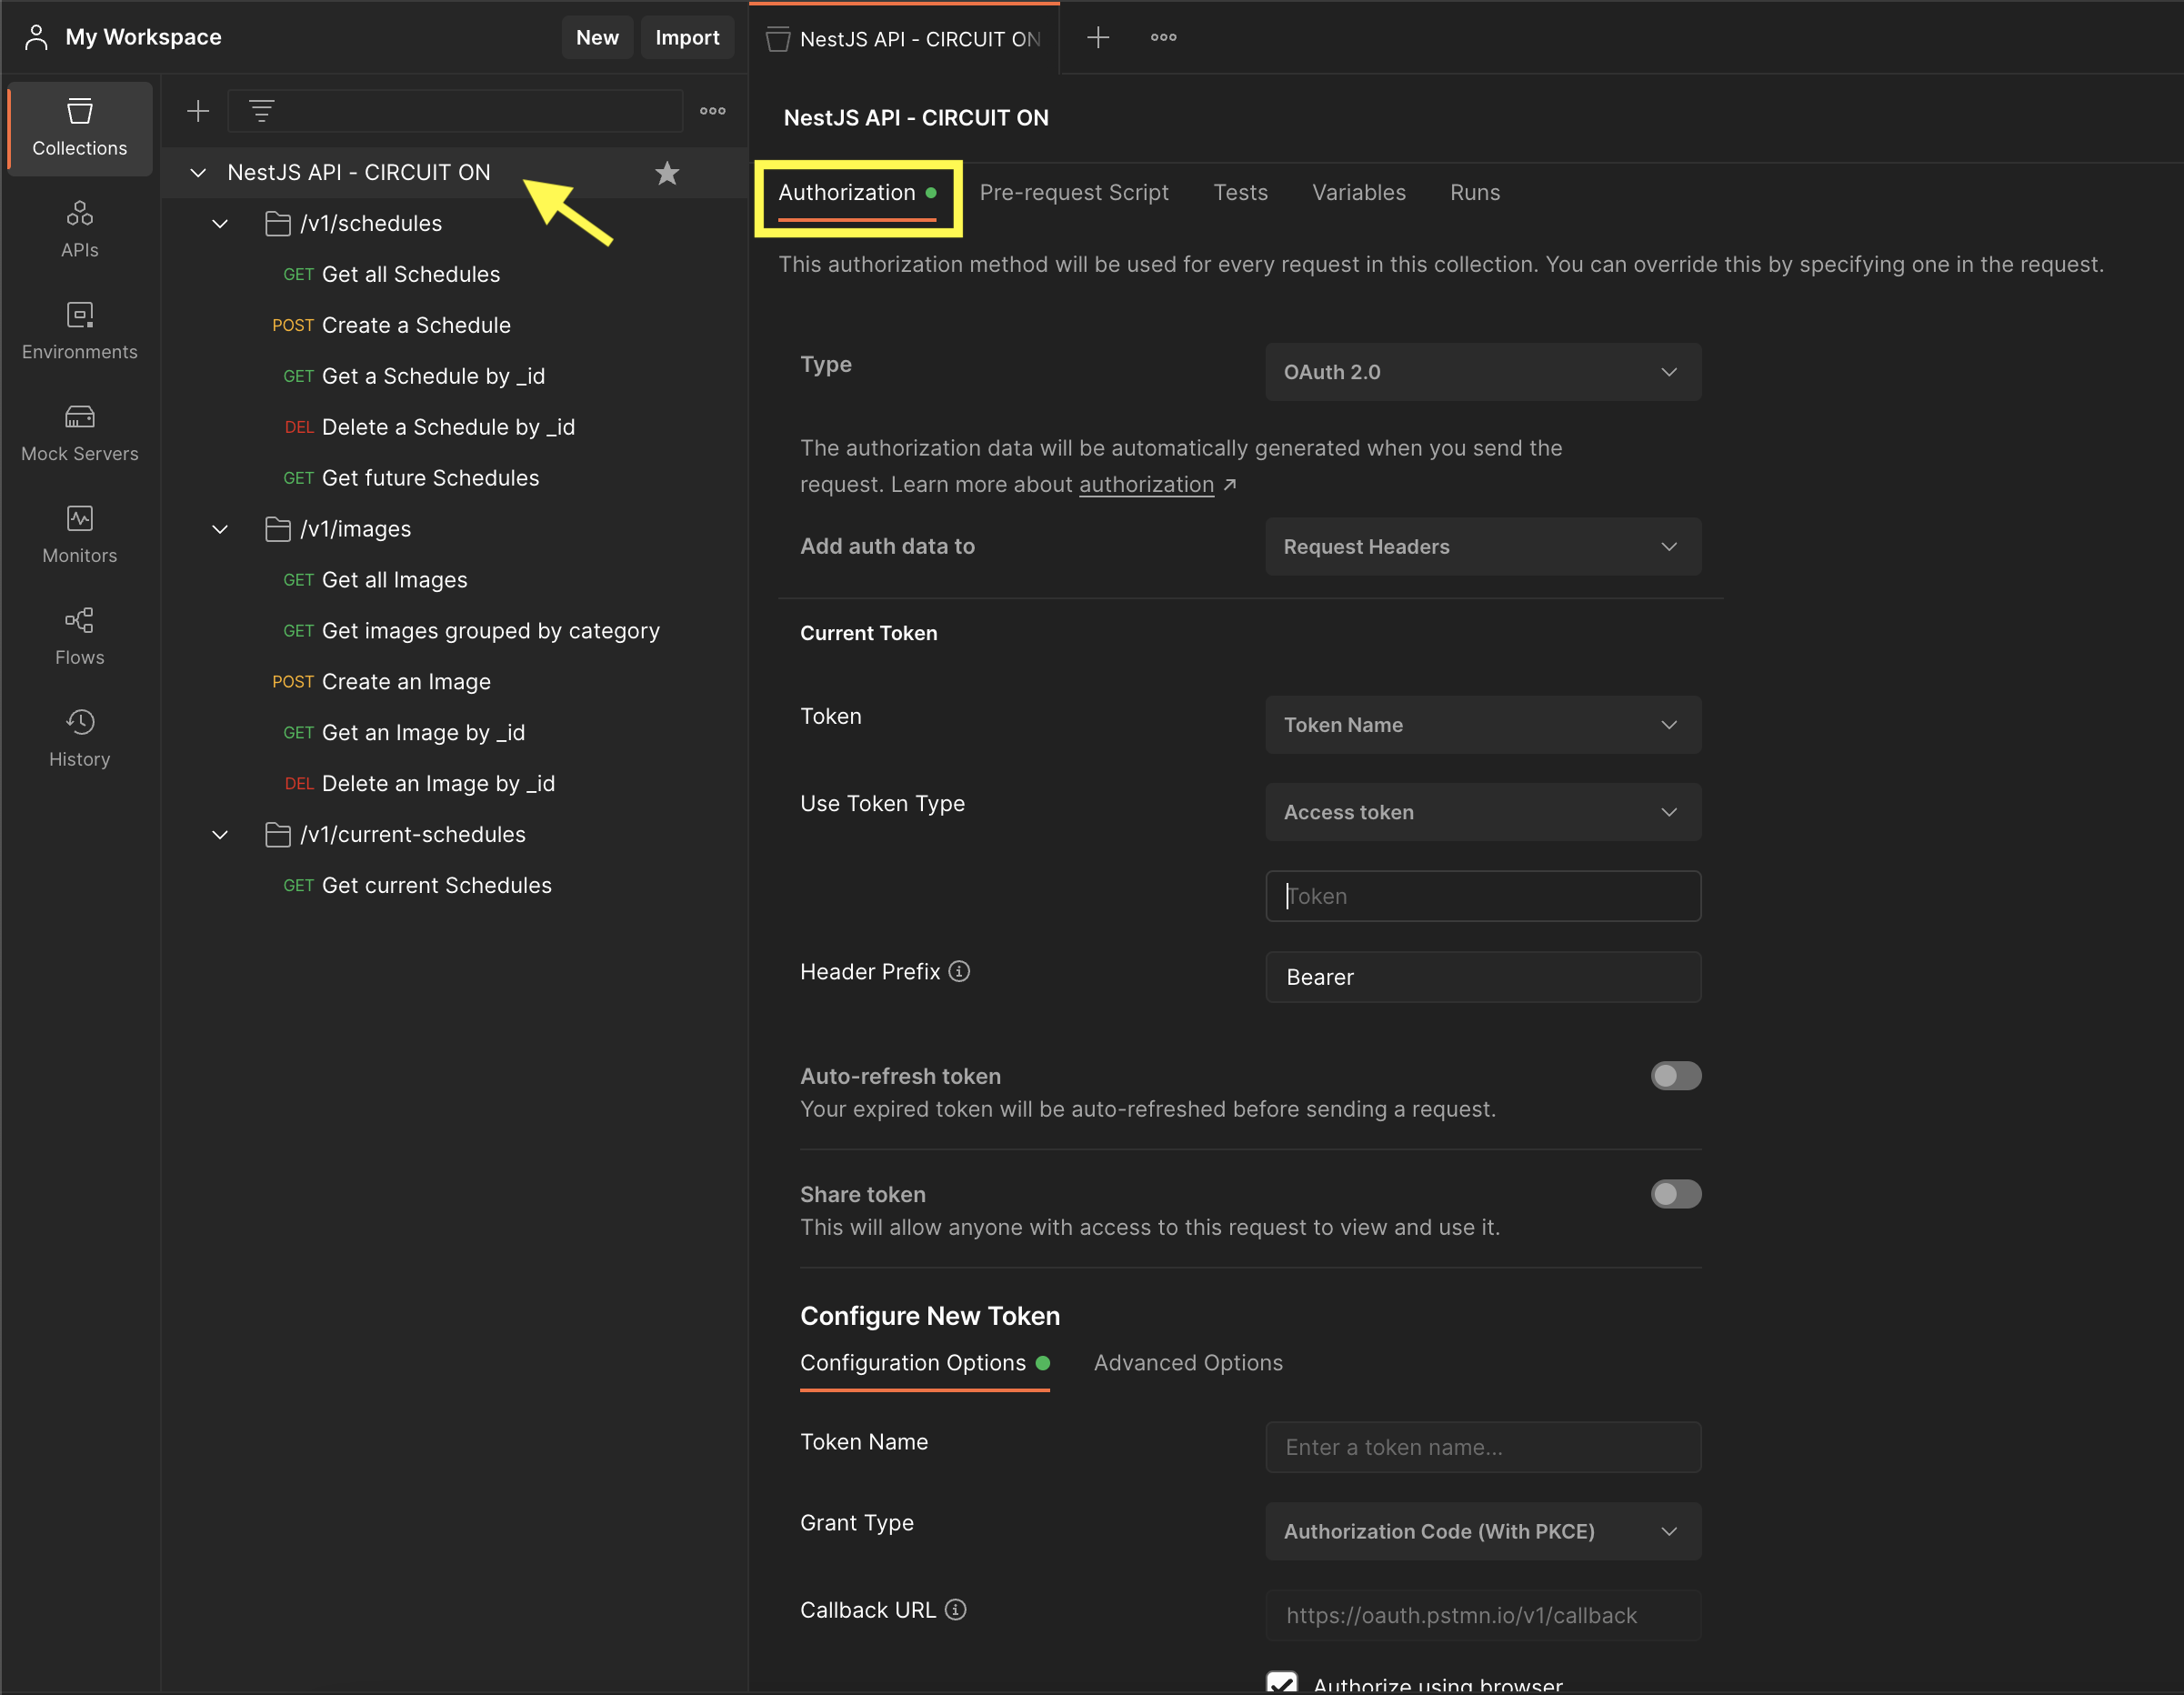 My Workspace
New
Import
NestJS API - CIRCUIT ON
Collections
APIs
Environments
Mock Servers
Monitors
Flows
History
NestJS API - CIRCUIT ON
/v1/schedules
GET Get all Schedules
POST Create a Schedule
GET Get a Schedule by _id
DEL Delete a Schedule by _id
GET Get future Schedules
/v1/images
GET Get all Images
GET Get images grouped by category
POST Create an Image
GET Get an Image by _id
DEL Delete an Image by _id
/v1/current-schedules
GET Get current Schedules
NestJS API - CIRCUIT ON
Authorization
Pre-request Script
Tests
Variables
Runs
This authorization method will be used for every request in this collection. You can override this by specifying one in the request.
Type
OAuth 2.0
The authorization data will be automatically generated when you send the
request. Learn more about authorization ↗
Add auth data to
Request Headers
Current Token
Token
Token Name
Use Token Type
Access token
Token
Header Prefix
Bearer
Auto-refresh token
Your expired token will be auto-refreshed before sending a request.
Share token
This will allow anyone with access to this request to view and use it.
Configure New Token
Configuration Options
Advanced Options
Token Name
Enter a token name...
Grant Type
Authorization Code (With PKCE)
Callback URL
https://oauth.pstmn.io/v1/callback
Authorize using browser